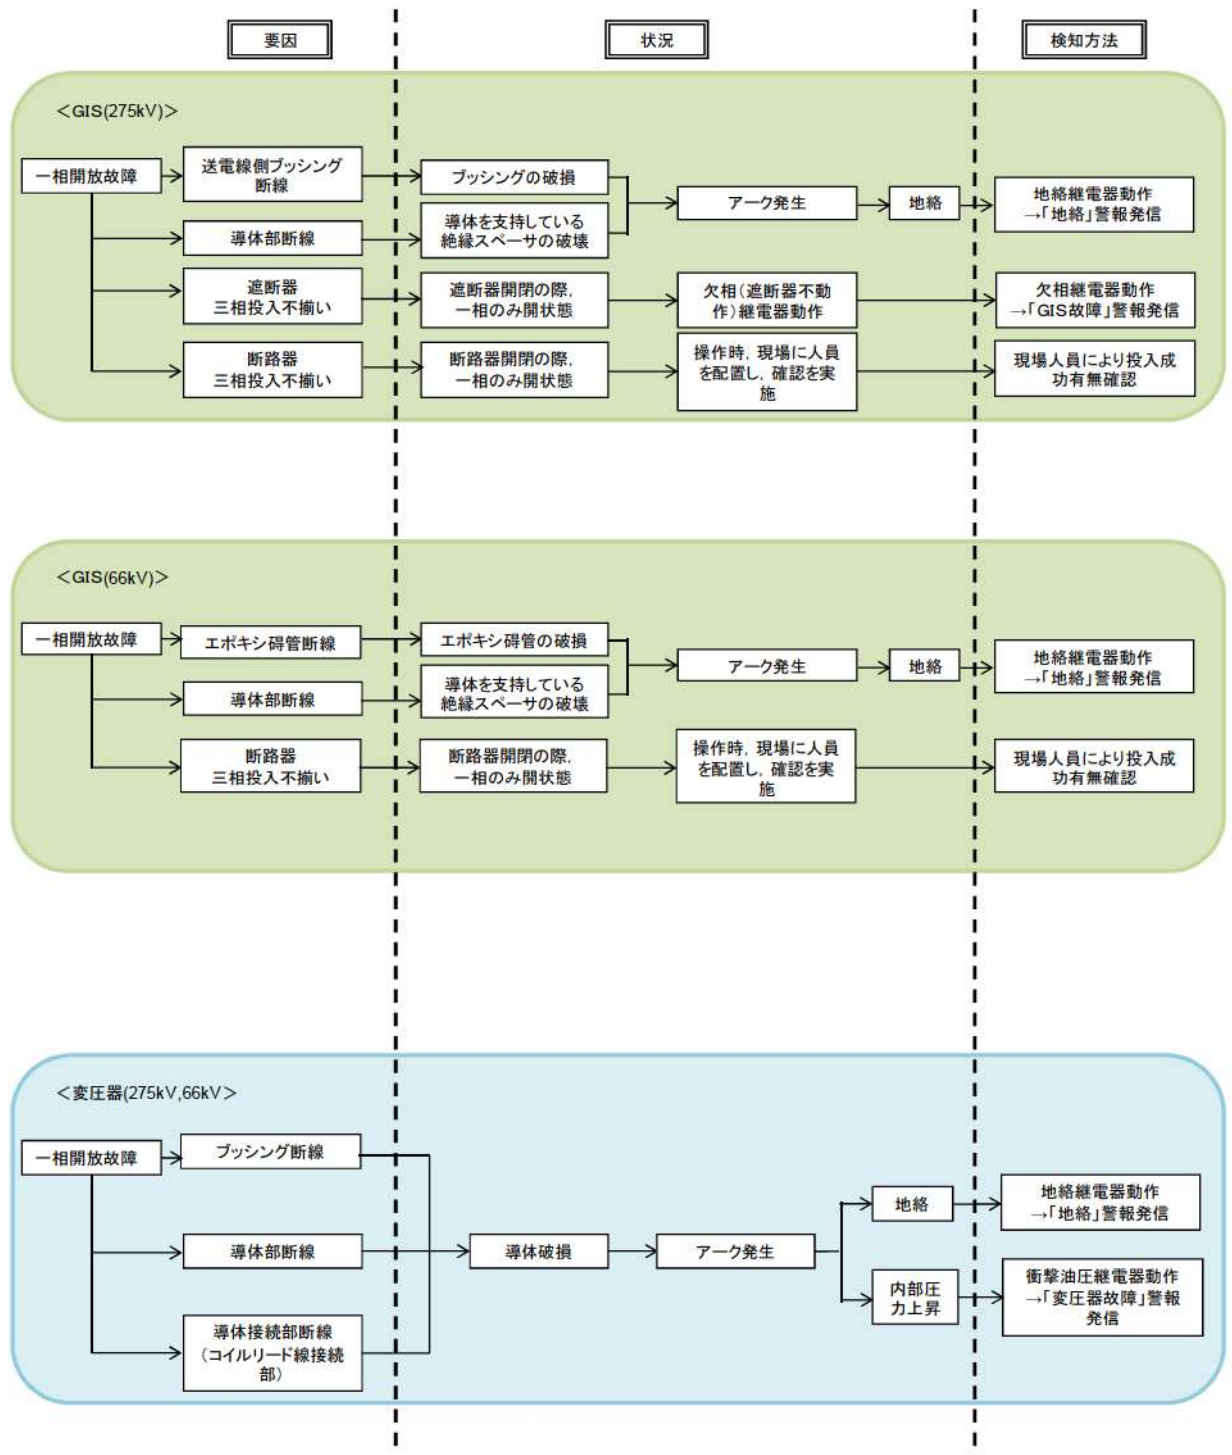 要因
状況
検知方法
＜GIS(275kV)＞
一相開放故障
送電線側ブッシング
断線
ブッシングの破損
アーク発生
地絡
地絡継電器動作
→「地絡」警報発信
導体部断線
導体を支持している
絶縁スペーサの破壊
遮断器
三相投入不揃い
遮断器開閉の際，
一相のみ開状態
欠相（遮断器不動
作）継電器動作
欠相継電器動作
→「GIS故障」警報発信
断路器
三相投入不揃い
断路器開閉の際，
一相のみ開状態
操作時，現場に人員
を配置し，確認を実
施
現場人員により投入成
功有無確認
＜GIS(66kV)＞
一相開放故障
エポキシ碍管断線
エポキシ碍管の破損
アーク発生
地絡
地絡継電器動作
→「地絡」警報発信
導体部断線
導体を支持している
絶縁スペーサの破壊
断路器
三相投入不揃い
断路器開閉の際，
一相のみ開状態
操作時，現場に人員
を配置し，確認を実
施
現場人員により投入成
功有無確認
＜変圧器(275kV,66kV＞
一相開放故障
ブッシング断線
導体部断線
導体接続部断線
（コイルリード線接続
部）
導体破損
アーク発生
地絡
地絡継電器動作
→「地絡」警報発信
内部圧
力上昇
衝撃油圧継電器動作
→「変圧器故障」警報
発信